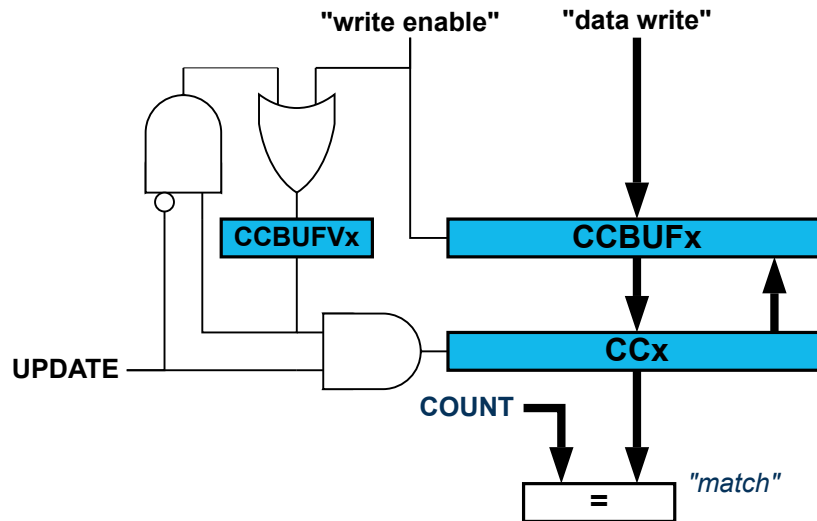 "write enable"
"data write"
CCBUFVx
CCBUFx
UPDATE
CCx
COUNT
=
"match"